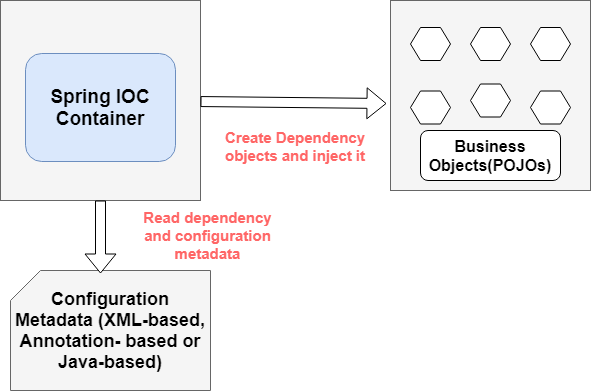 Spring IOC
Container
Create Dependency
objects and inject it
Business
Objects(POJOs)
Read dependency
and configuration
metadata
Configuration
Metadata (XML-based,
Annotation- based or
Java-based)